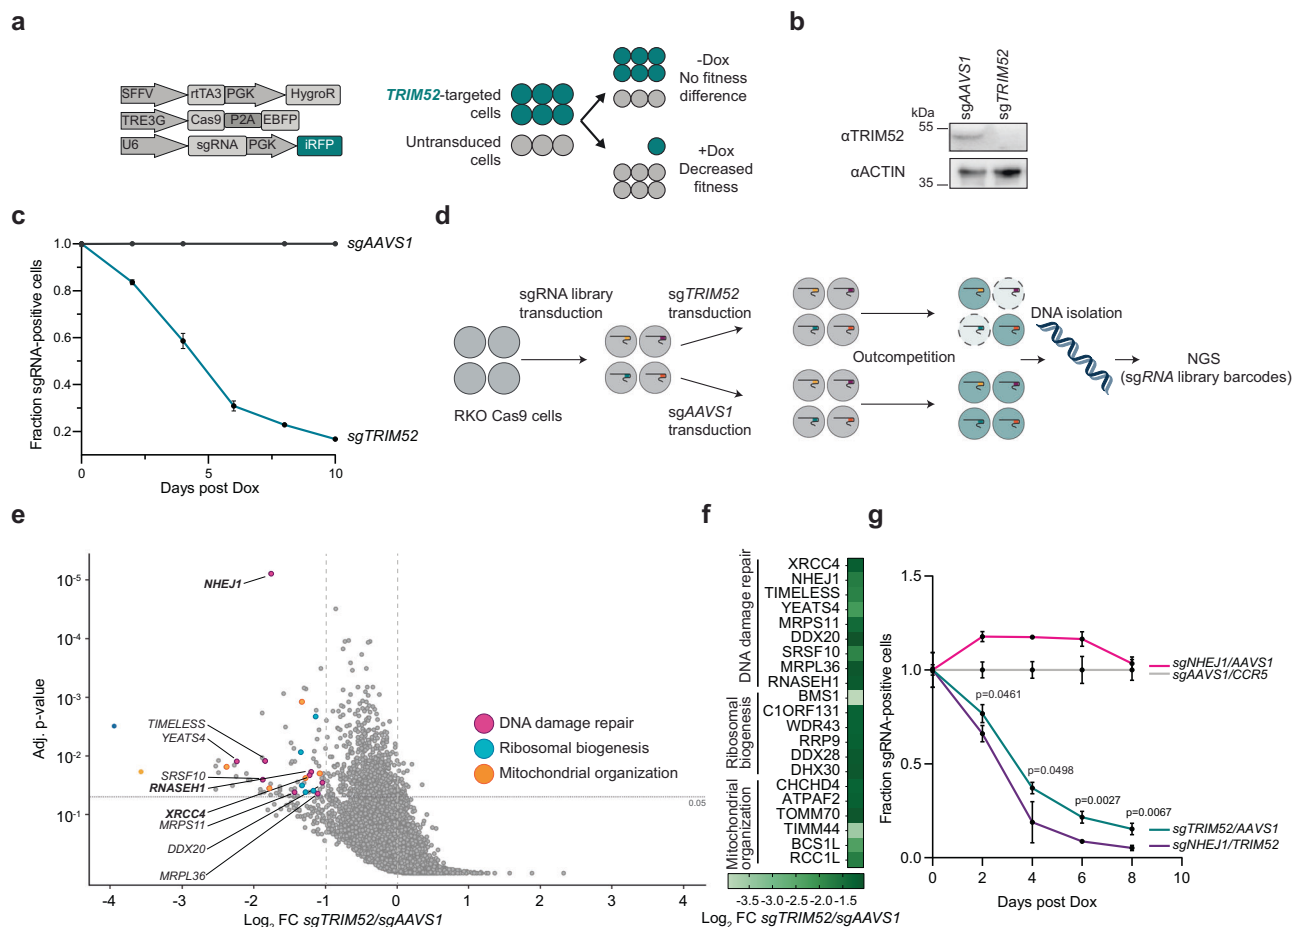 a
SFFV rtTA3 PGK HygroR
TRE3G Cas9 P2A EBFP
U6 sgRNA PGK iRFP
TRIM52-targeted
cells
Untransduced
cells
-Dox
No fitness
difference
+Dox
Decreased
fitness
b
sgAAVS1
sgTRIM52
kDa
55
αTRIM52
αACTIN
35
c
Fraction sgRNA-positive cells
1.0
0.8
0.6
0.4
0.2
0
5
10
Days post Dox
sgAAVS1
sgTRIM52
d
RKO Cas9 cells
sgRNA library
transduction
sgTRIM52
transduction
sgAAVS1
transduction
Outcompetition
DNA isolation
NGS
(sgRNA library barcodes)
e
Adj. p-value
10-5
10-4
10-3
10-2
10-1
NHEJ1
TIMELESS
YEATS4
SRSF10
RNASEH1
XRCC4
MRPS11
DDX20
MRPL36
DNA damage repair
Ribosomal biogenesis
Mitochondrial organization
0.05
-4 -3 -2 -1 0 1 2 3 4
Log2 FC sgTRIM52/sgAAVS1
f
DNA damage repair
XRCC4
NHEJ1
TIMELESS
YEATS4
MRPS11
DDX20
SRSF10
MRPL36
RNASEH1
Ribosomal
biogenesis
BMS1
C1ORF131
WDR43
RRP9
DDX28
DHX30
Mitochondrial
organization
CHCHD4
ATPAF2
TOMM70
TIMM44
BCS1L
RCC1L
-3.5 -3.0 -2.5 -2.0 -1.5
Log2 FC sgTRIM52/sgAAVS1
g
Fraction sgRNA-positive cells
1.5
1.0
0.5
0.0
0 2 4 6 8 10
Days post Dox
p=0.0461
p=0.0498
p=0.0027
p=0.0067
sgNHEJ1/AAVS1
sgAAVS1/CCR5
sgTRIM52/AAVS1
sgNHEJ1/TRIM52